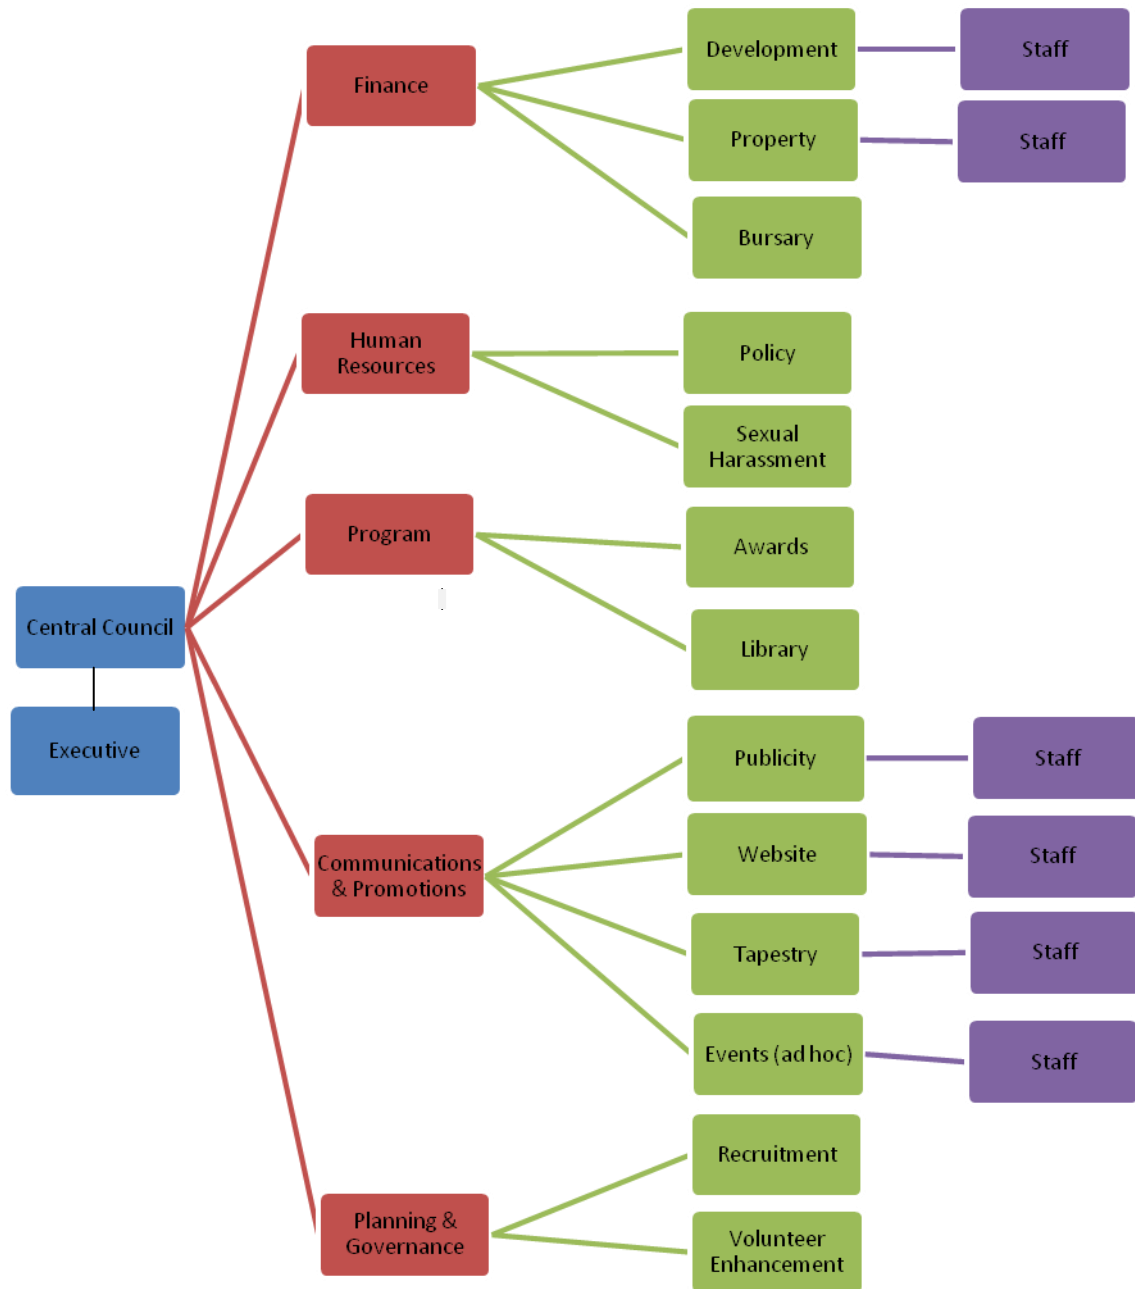 Development
Staff
Finance
Property
Staff
Bursary
Human
Resources
Policy
Sexual
Harassment
Program
Awards
Central Council
Library
Executive
Publicity
Staff
Communications
& Promotions
Website
Staff
Tapestry
Staff
Events (ad hoc)
Staff
Recruitment
Planning &
Governance
Volunteer
Enhancement